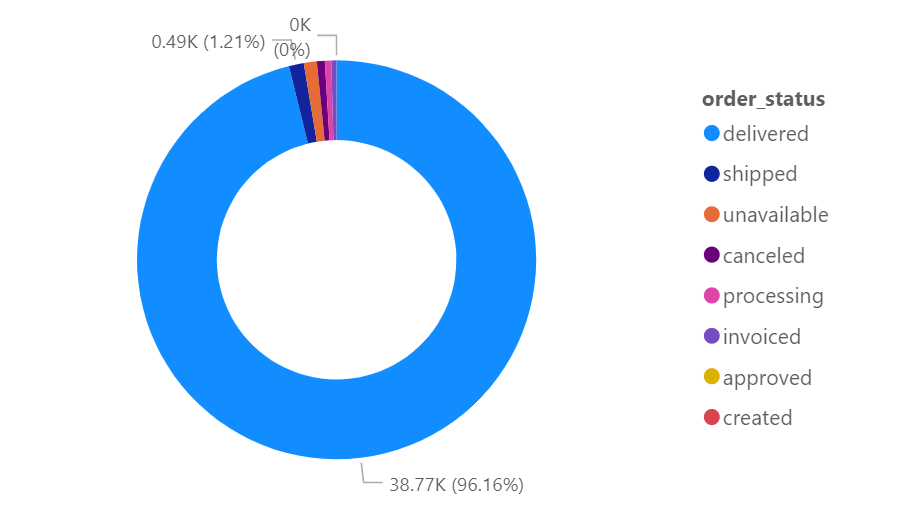 0K
(0%)
0.49K (1.21%)
38.77K (96.16%)
order_status
delivered
shipped
unavailable
canceled
processing
invoiced
approved
created